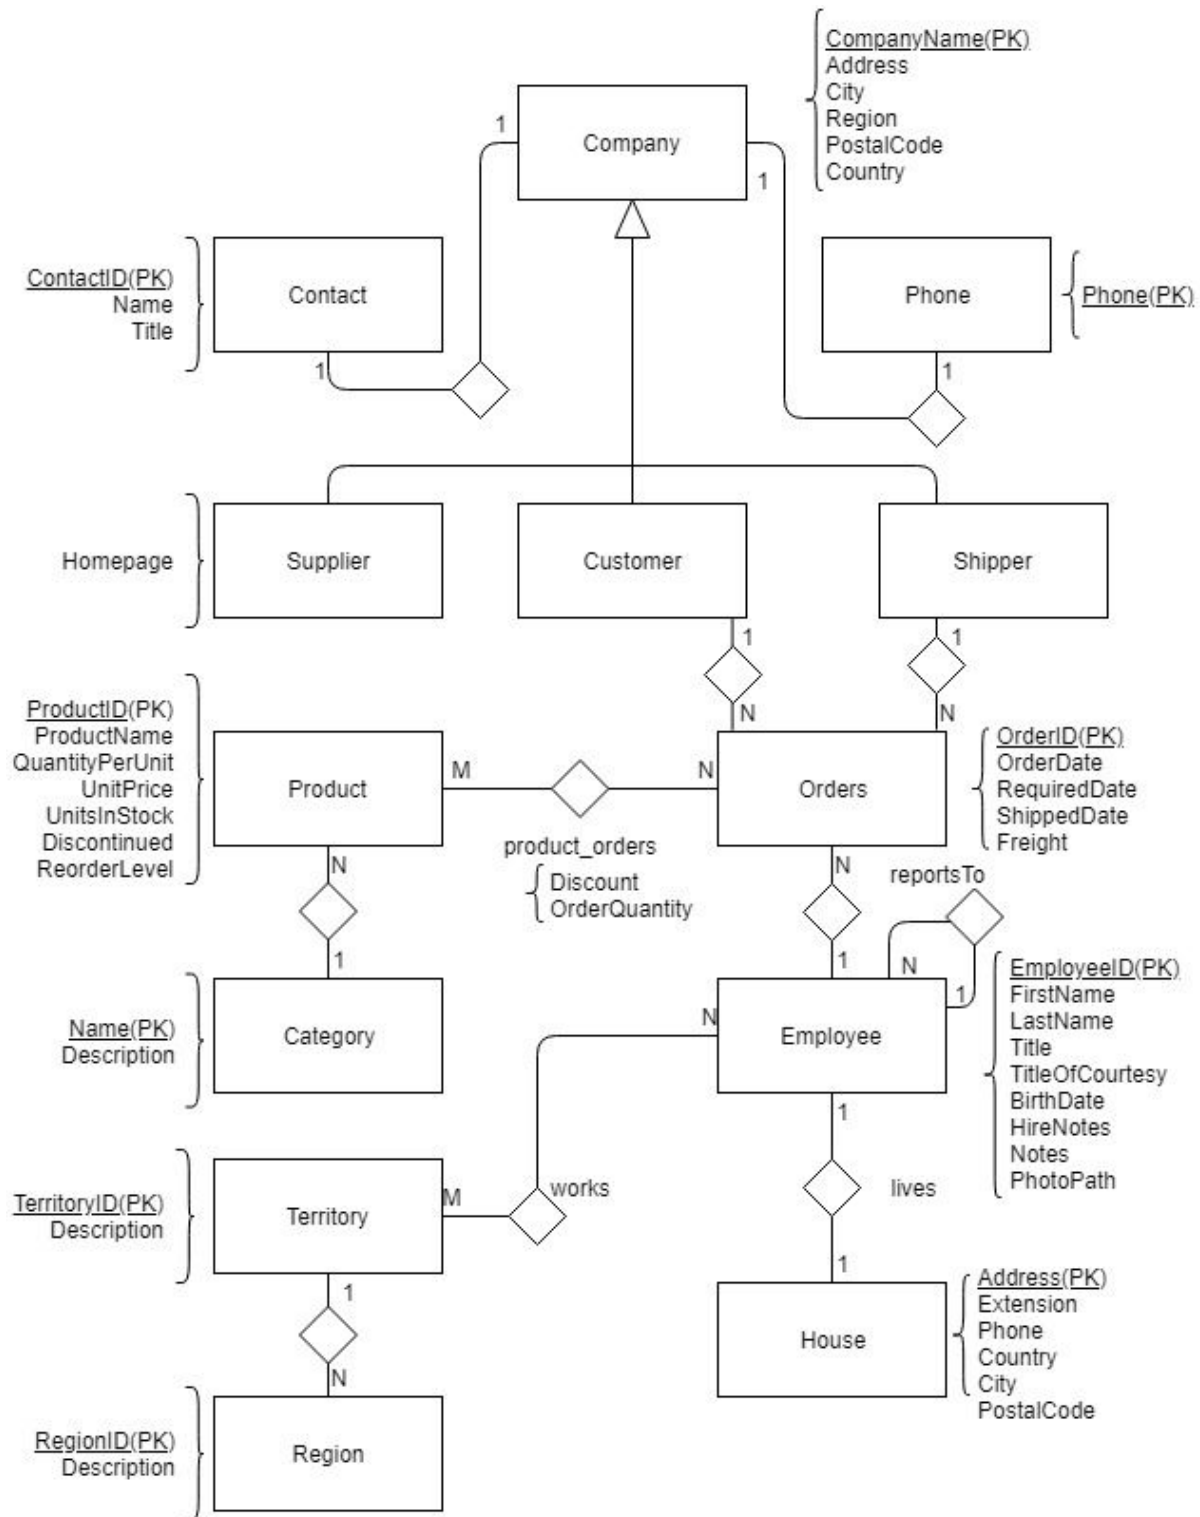 CompanyName(PK)
Address
City
Region
PostalCode
Country
1
Company
1
ContactID(PK)
Name
Title
Contact
1
Phone
1
Phone(PK)
Homepage
Supplier
Customer
Shipper
1
1
N
N
ProductID(PK)
ProductName
QuantityPerUnit
UnitPrice
UnitsInStock
Discontinued
ReorderLevel
Product
M
N
product_orders
Discount
OrderQuantity
Orders
OrderID(PK)
OrderDate
RequiredDate
ShippedDate
Freight
N
1
Name(PK)
Description
Category
N
1
reportsTo
N
1
Employee
N
EmployeeID(PK)
FirstName
LastName
Title
TitleOfCourtesy
BirthDate
HireNotes
Notes
PhotoPath
1
lives
1
TerritoryID(PK)
Description
Territory
M
works
1
N
House
Address(PK)
Extension
Phone
Country
City
PostalCode
RegionID(PK)
Description
Region